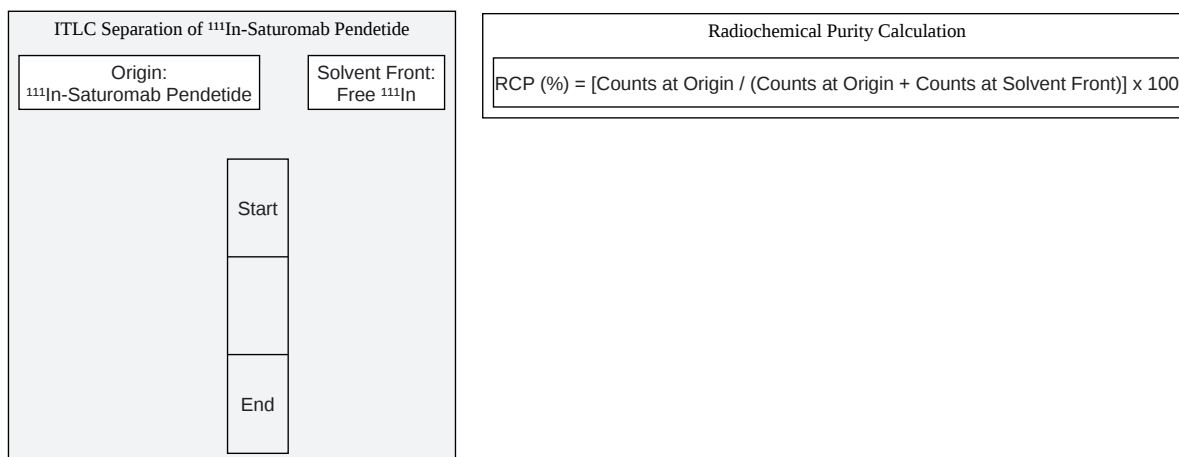 ITLC Separation of ¹¹¹In-Saturomab Pendetide
Origin:
¹¹¹In-Saturomab Pendetide
Solvent Front:
Free ¹¹¹In
Start
End
Radiochemical Purity Calculation
RCP (%) = [Counts at Origin / (Counts at Origin + Counts at Solvent Front)] x 100